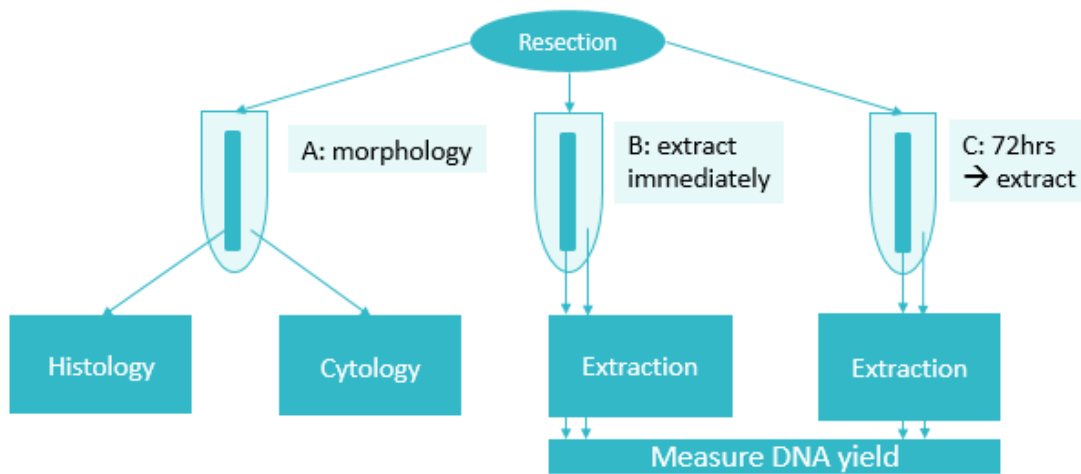 Resection
A: morphology
B: extract
immediately
C: 72hrs
→ extract
Histology
Cytology
Extraction
Extraction
Measure DNA yield